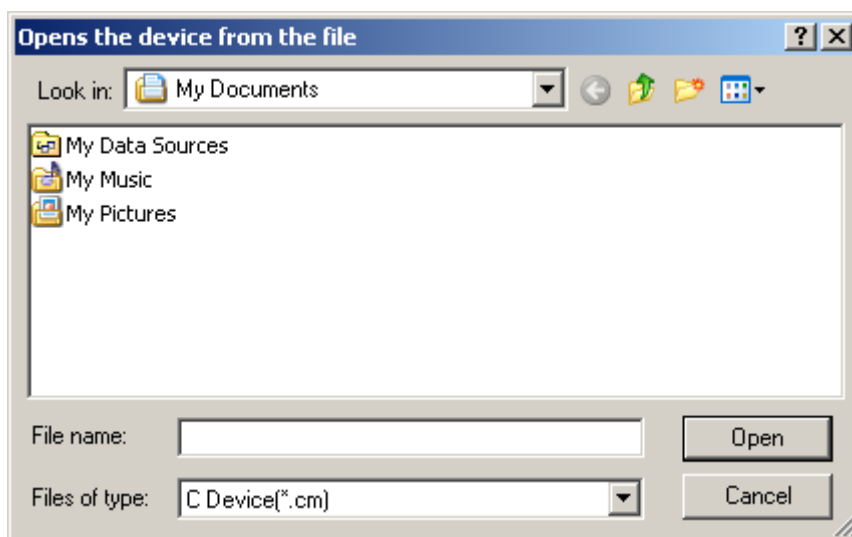 Opens the device from the file
Look in: My Documents
My Data Sources
My Music
My Pictures
File name: Open
Files of type: C Device(*.cm) Cancel